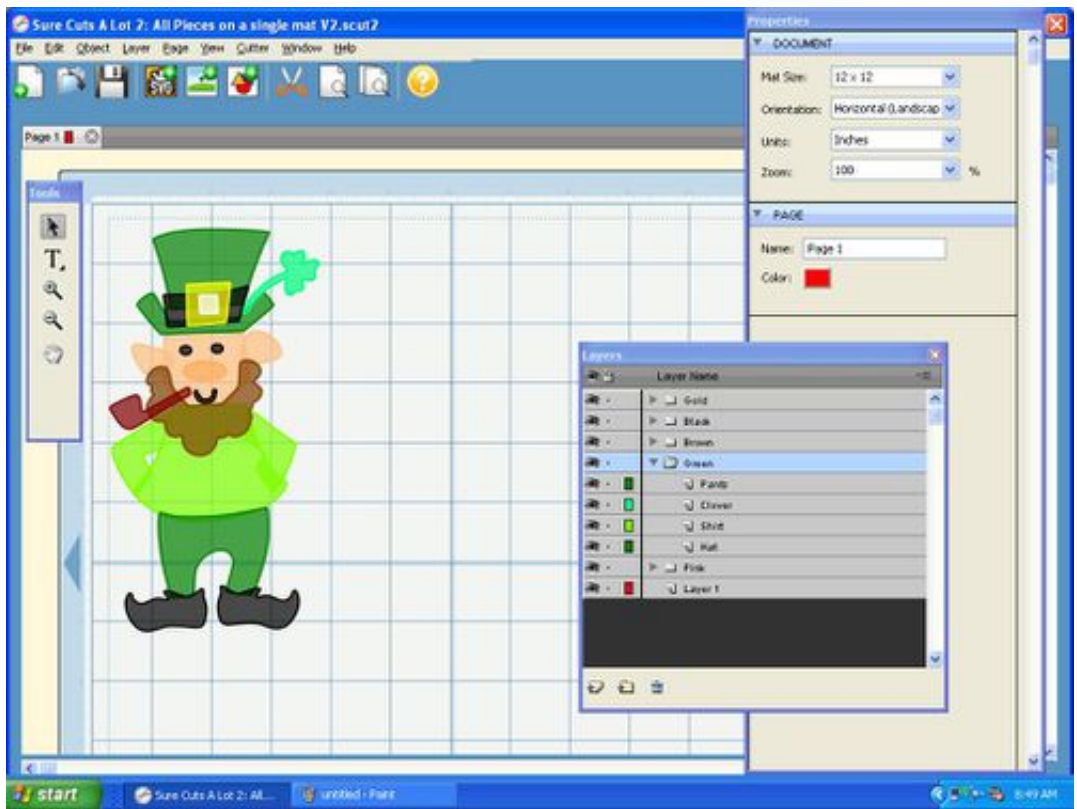 Sure Cuts A Lot 2: All Pieces on a single mat V2.scut2
File Edit Object Layer Page View Cutter Window Help
SVG
Page 1
Tools
T
Properties
DOCUMENT
Mat Size: 12 x 12
Orientation: Horizontal (Landscap
Units: Inches
Zoom: 100 %
PAGE
Name: Page 1
Color:
Layers
Layer Name
Gold
Black
Brown
Green
Pants
Clover
Shirt
Hat
Pink
Layer 1
start
Sure Cuts A Lot 2: All...
untitled - Paint
8:49 AM